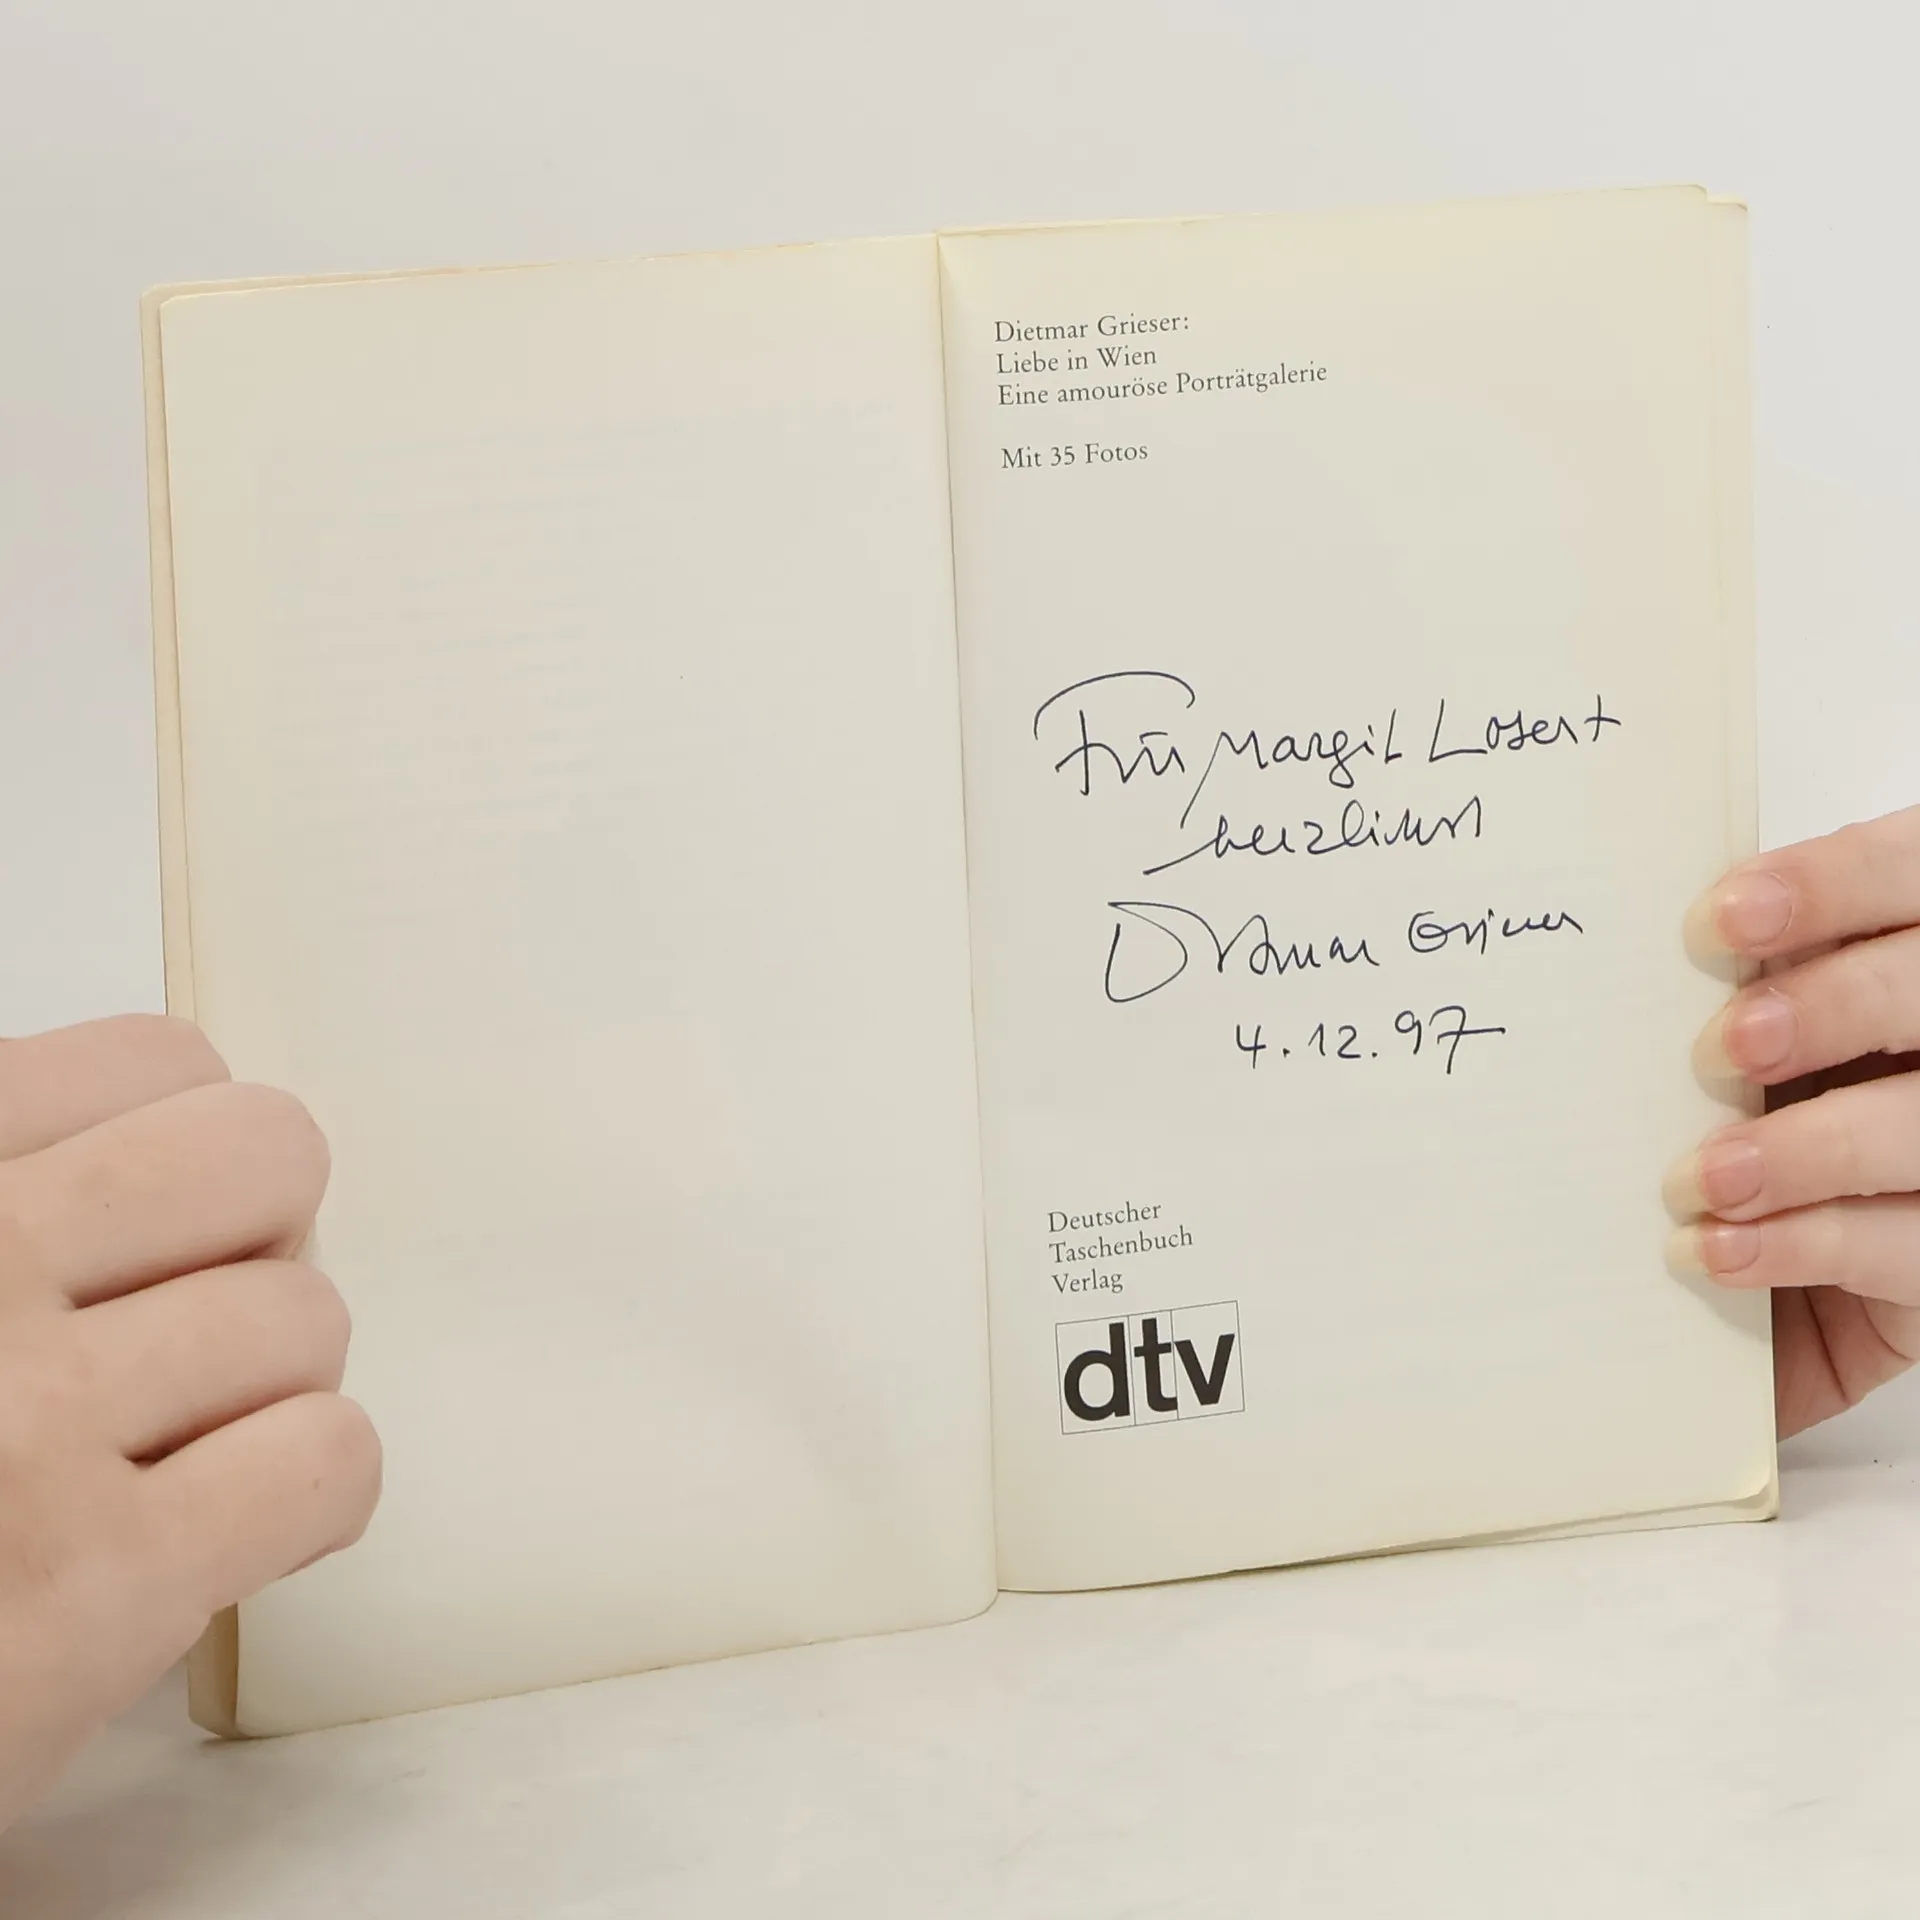 Dietmar Grieser:
Liebe in Wien
Eine amouröse Porträtgalerie
Mit 35 Fotos
Für Margit Losert
herzlichst
Dietmar Grieser
4.12.97
Deutscher
Taschenbuch
Verlag
dtv